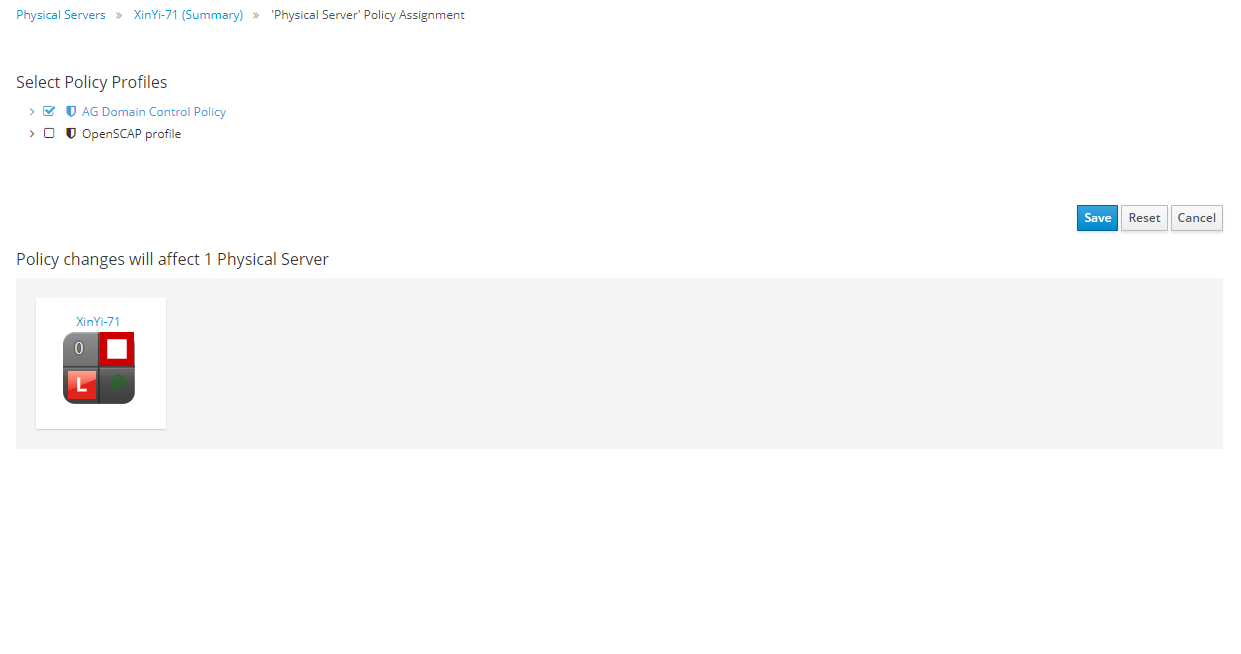 Physical Servers » XinYi-71 (Summary) » 'Physical Server' Policy Assignment
Select Policy Profiles
AG Domain Control Policy
OpenSCAP profile
Save Reset Cancel
Policy changes will affect 1 Physical Server
XinYi-71
0
L